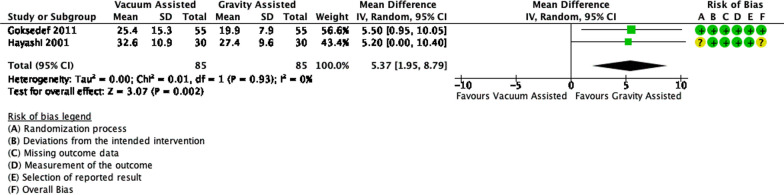 Vacuum Assisted Gravity Assisted Mean Difference Mean Difference Risk of Bias
Study or Subgroup Mean SD Total Mean SD Total Weight IV, Random, 95% CI IV, Random, 95% CI A B C D E F
Goksedef 2011 25.4 15.3 55 19.9 7.9 55 56.6% 5.50 [0.95, 10.05] + + + + + +
Hayashi 2001 32.6 10.9 30 27.4 9.6 30 43.4% 5.20 [0.00, 10.40] ? + + + + ?
Total (95% CI) 85 85 100.0% 5.37 [1.95, 8.79]
Heterogeneity: Tau² = 0.00; Chi² = 0.01, df = 1 (P = 0.93); I² = 0%
Test for overall effect: Z = 3.07 (P = 0.002)
-10 -5 0 5 10
Favours Vacuum Assisted Favours Gravity Assisted
Risk of bias legend
(A) Randomization process
(B) Deviations from the intended intervention
(C) Missing outcome data
(D) Measurement of the outcome
(E) Selection of reported result
(F) Overall Bias